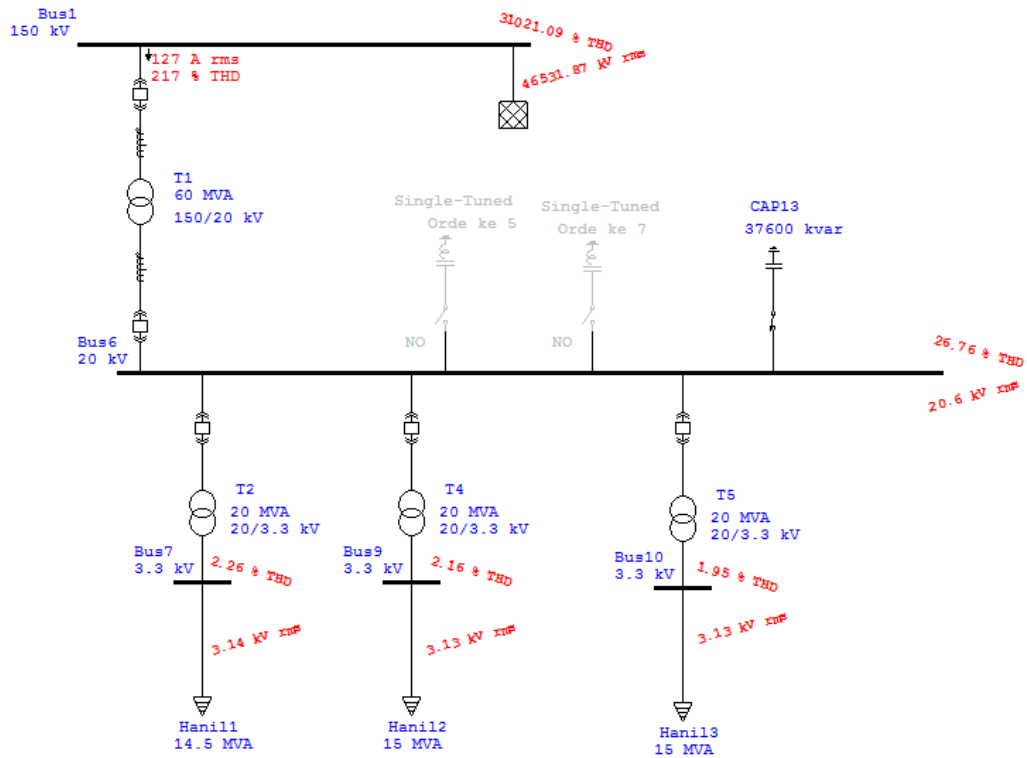 Bus1
150 kV
31021.09 % THD
46531.87 kV rms
127 A rms
217 % THD
T1
60 MVA
150/20 kV
Single-Tuned
Orde ke 5
Single-Tuned
Orde ke 7
CAP13
37600 kvar
NO
NO
Bus6
20 kV
26.76 % THD
20.6 kV rms
T2
20 MVA
20/3.3 kV
T4
20 MVA
20/3.3 kV
T5
20 MVA
20/3.3 kV
Bus7
3.3 kV
2.26 % THD
Bus9
3.3 kV
2.16 % THD
Bus10
3.3 kV
1.95 % THD
3.14 kV rms
3.13 kV rms
3.13 kV rms
Hanil1
14.5 MVA
Hanil2
15 MVA
Hanil3
15 MVA